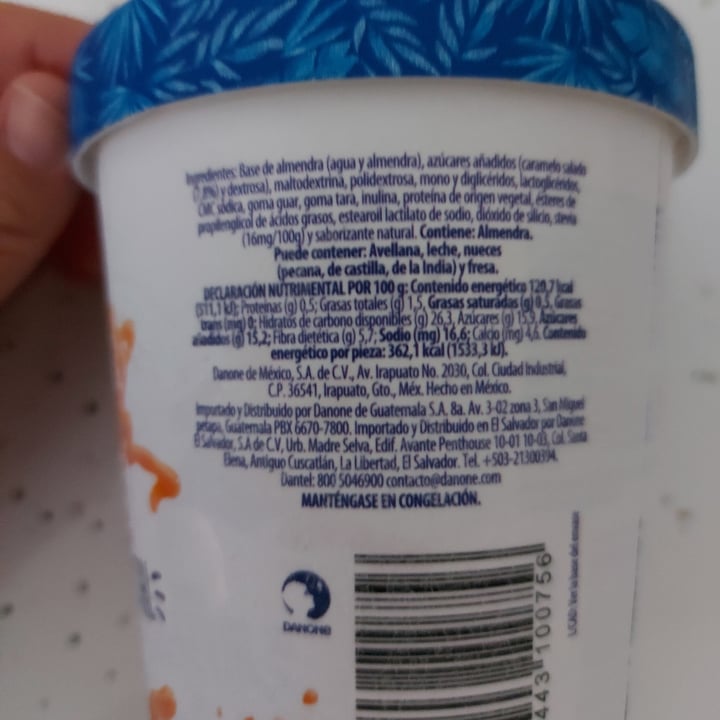 Ingredientes: Base de almendra (agua y almendra), azúcares añadidos (caramelo salado
y dextrosa), maltodextrina, polidextrosa, mono y diglicéridos, lactoglicéridos,
CMC sódica, goma guar, goma tara, inulina, proteína de origen vegetal, ésteres de
propilenglicol de ácidos grasos, estearoil lactilato de sodio, dióxido de silicio, stevia
(16mg/100g) y saborizante natural. Contiene: Almendra.
Puede contener: Avellana, leche, nueces
(pecana, de castilla, de la India) y fresa.
DECLARACIÓN NUTRIMENTAL POR 100 g: Contenido energético 120,7 kcal
(511,1 kJ); Proteínas (g) 0,5; Grasas totales (g) 1,5, Grasas saturadas (g) 0,5, Grasas
trans (mg) 0; Hidratos de carbono disponibles (g) 26,3, Azúcares (g) 15,9, Azúcares
añadidos (g) 15,2; Fibra dietética (g) 5,7; Sodio (mg) 16,6; Calcio (mg) 4,6. Contenido
energético por pieza: 362,1 kcal (1533,3 kJ).
Danone de México, S.A. de C.V., Av. Irapuato No. 2030, Col. Ciudad Industrial,
C.P. 36541, Irapuato, Gto., Méx. Hecho en México.
Importado y Distribuido por Danone de Guatemala S.A. 8a. Av. 3-02 zona 3, San Miguel
petapa, Guatemala PBX 6670-7800. Importado y Distribuido en El Salvador por Danone
El Salvador, S.A de C.V, Urb. Madre Selva, Edif. Avante Penthouse 10-01 10-03, Col. Santa
Elena, Antiguo Cuscatlán, La Libertad, El Salvador. Tel. +503-21300394.
Dantel: 800 5046900 contacto@danone.com
MANTÉNGASE EN CONGELACIÓN.
DANONE
443 100756
L/CAD: Ver la base del envase